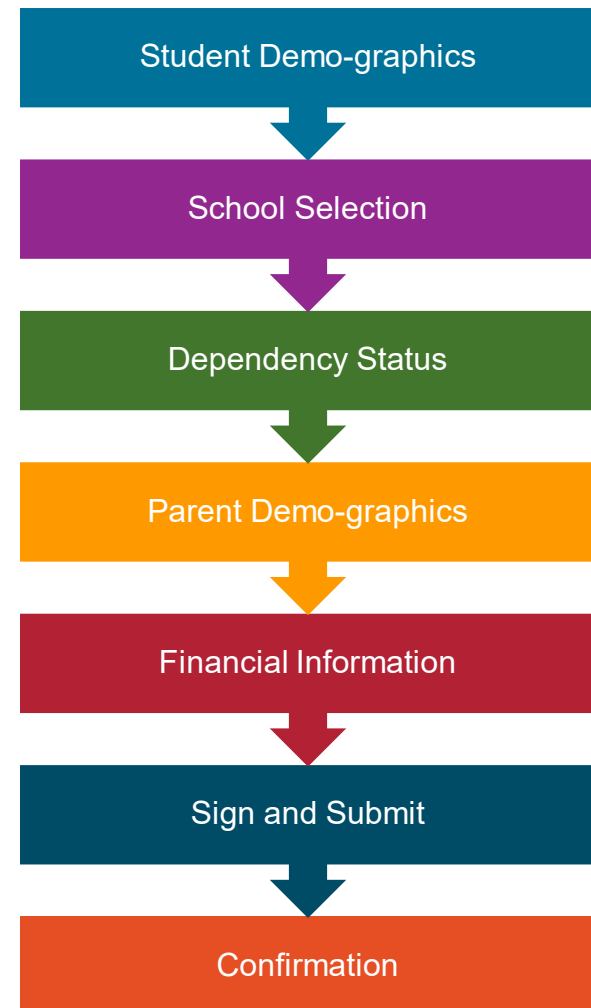 Student Demo-graphics
School Selection
Dependency Status
Parent Demo-graphics
Financial Information
Sign and Submit
Confirmation